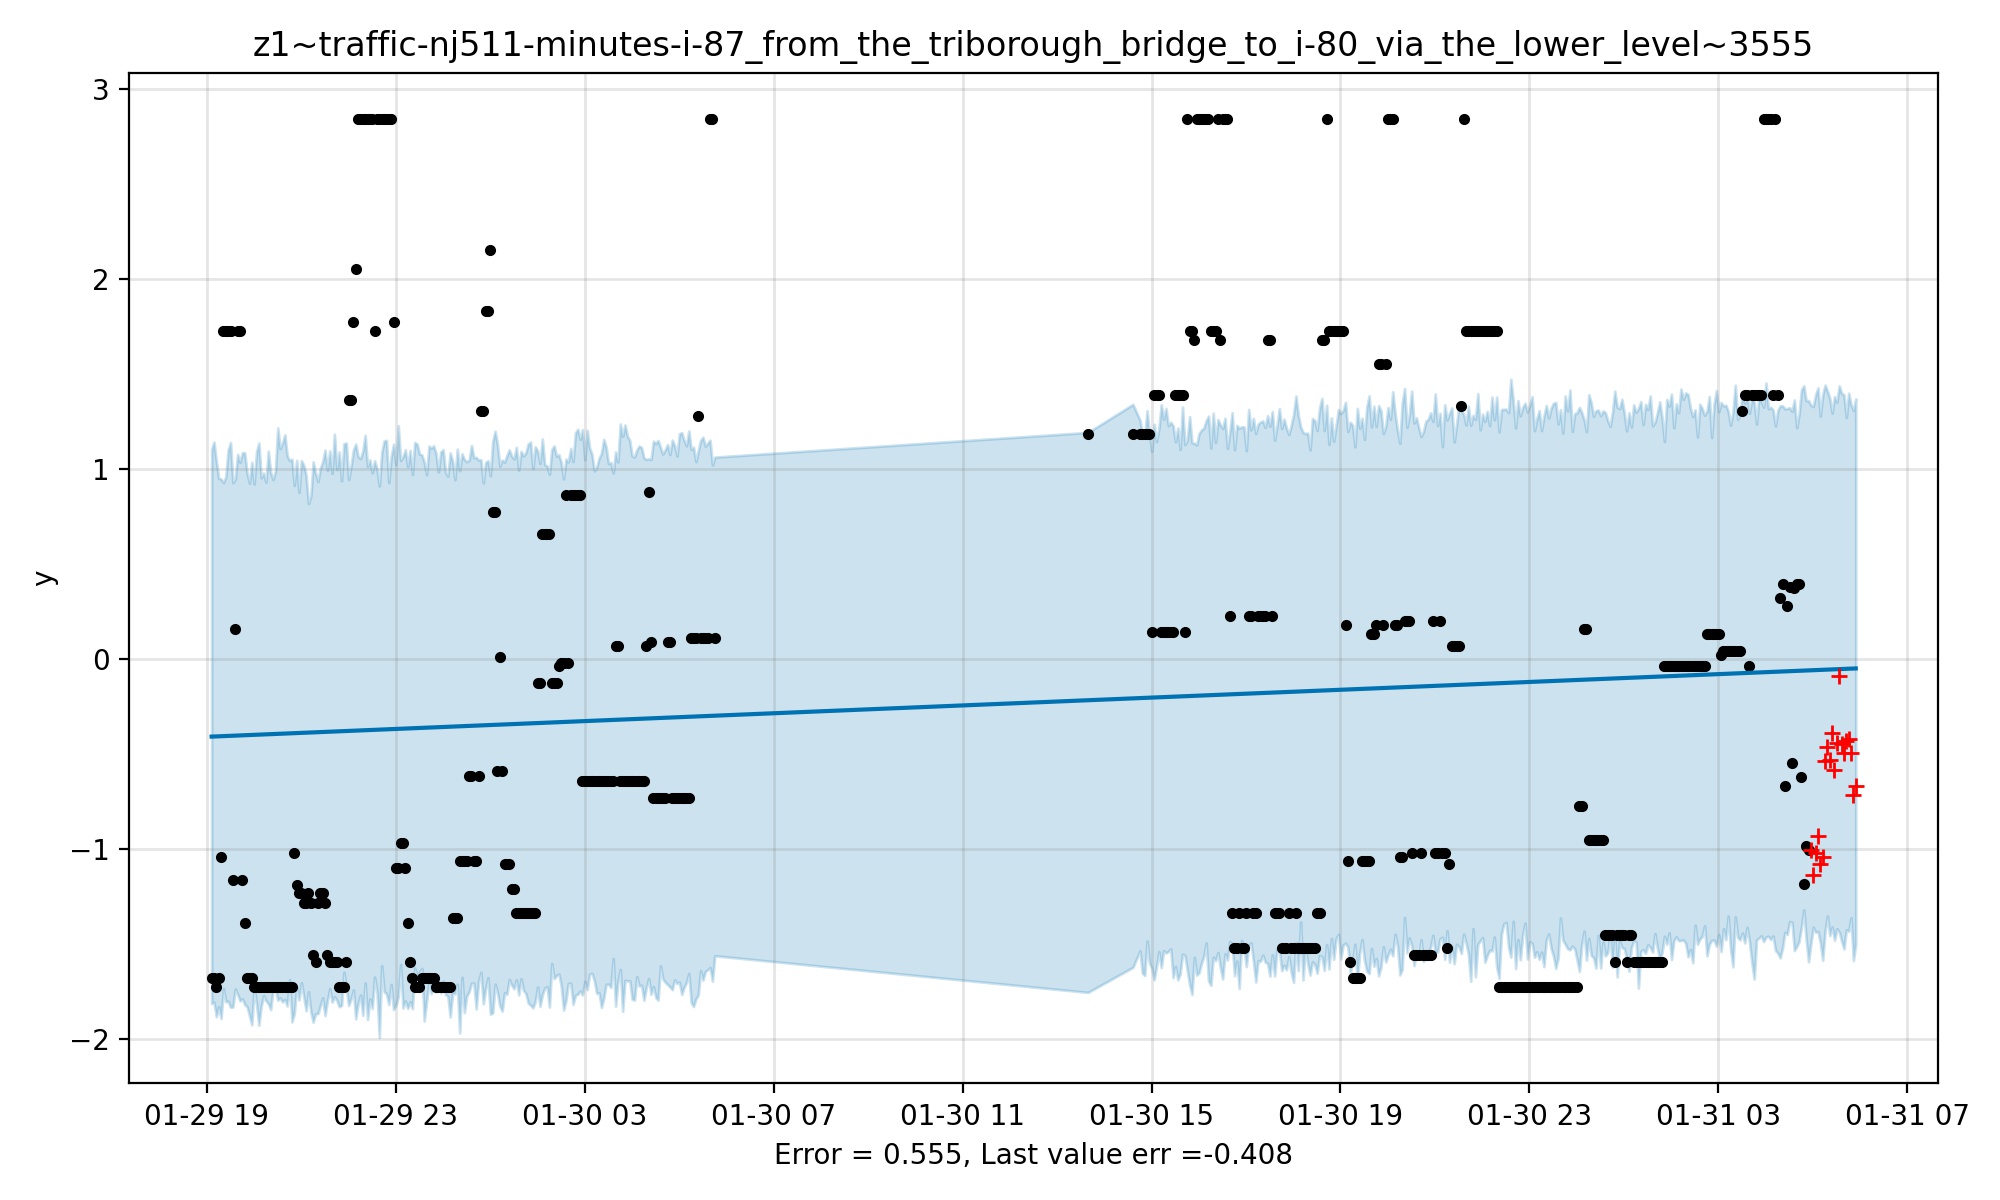 z1~traffic-nj511-minutes-i-87_from_the_triborough_bridge_to_i-80_via_the_lower_level~3555
3
2
1
0
−1
−2
y
01-29 19 01-29 23 01-30 03 01-30 07 01-30 11 01-30 15 01-30 19 01-30 23 01-31 03 01-31 07
Error = 0.555, Last value err =-0.408